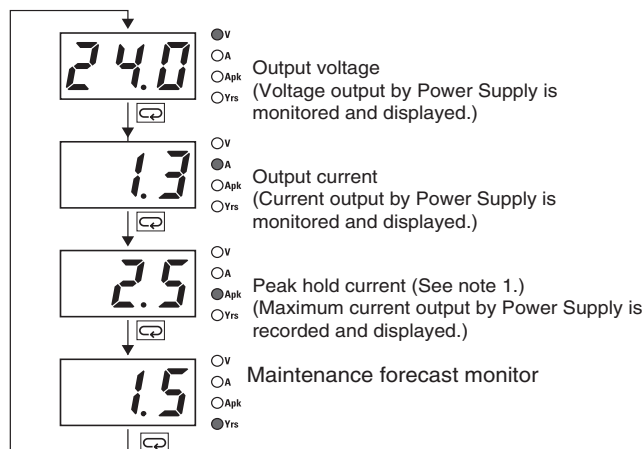 24.0
V
A
Apk
Yrs
Output voltage
(Voltage output by Power Supply is
monitored and displayed.)
1.3
V
A
Apk
Yrs
Output current
(Current output by Power Supply is
monitored and displayed.)
2.5
V
A
Apk
Yrs
Peak hold current (See note 1.)
(Maximum current output by Power Supply is
recorded and displayed.)
1.5
V
A
Apk
Yrs
Maintenance forecast monitor